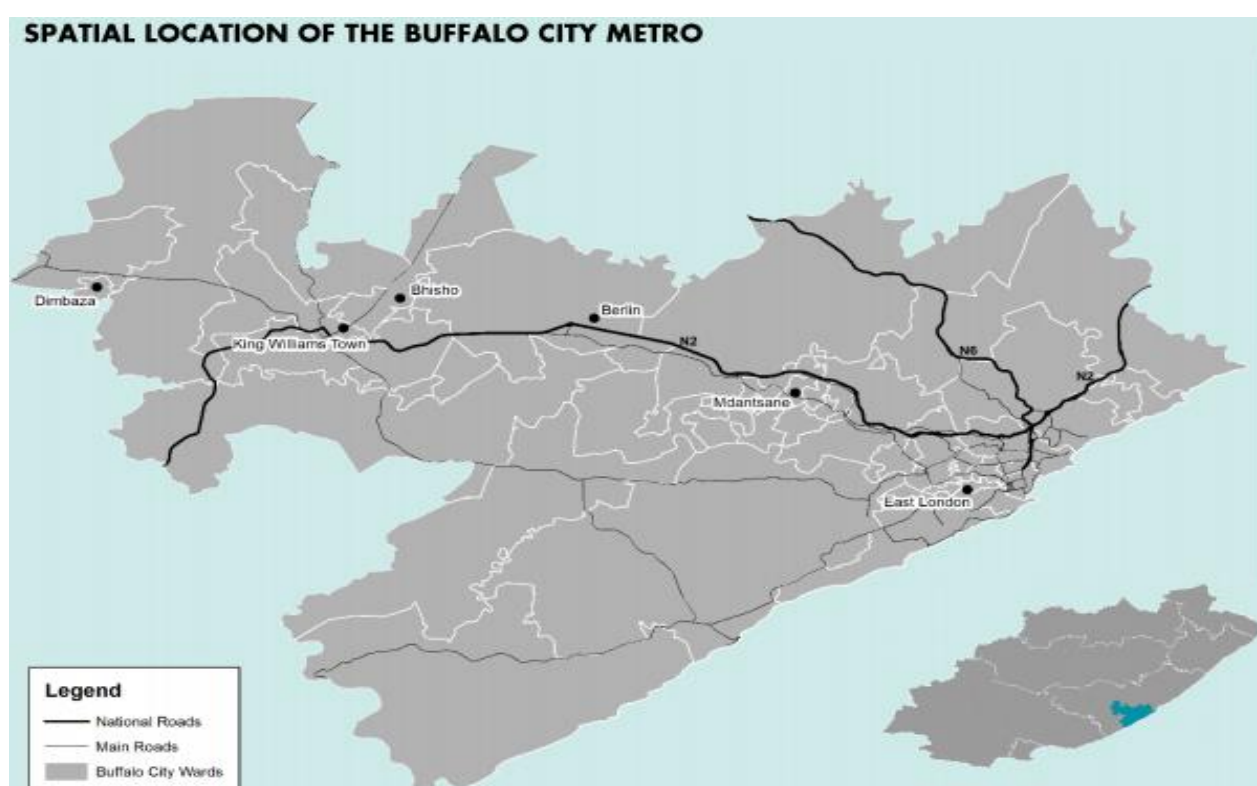 SPATIAL LOCATION OF THE BUFFALO CITY METRO
Bhisho
Dimbaza
Berlin
King Williams Town
N2
N6
N2
Mdantsane
East London
Legend
National Roads
Main Roads
Buffalo City Wards